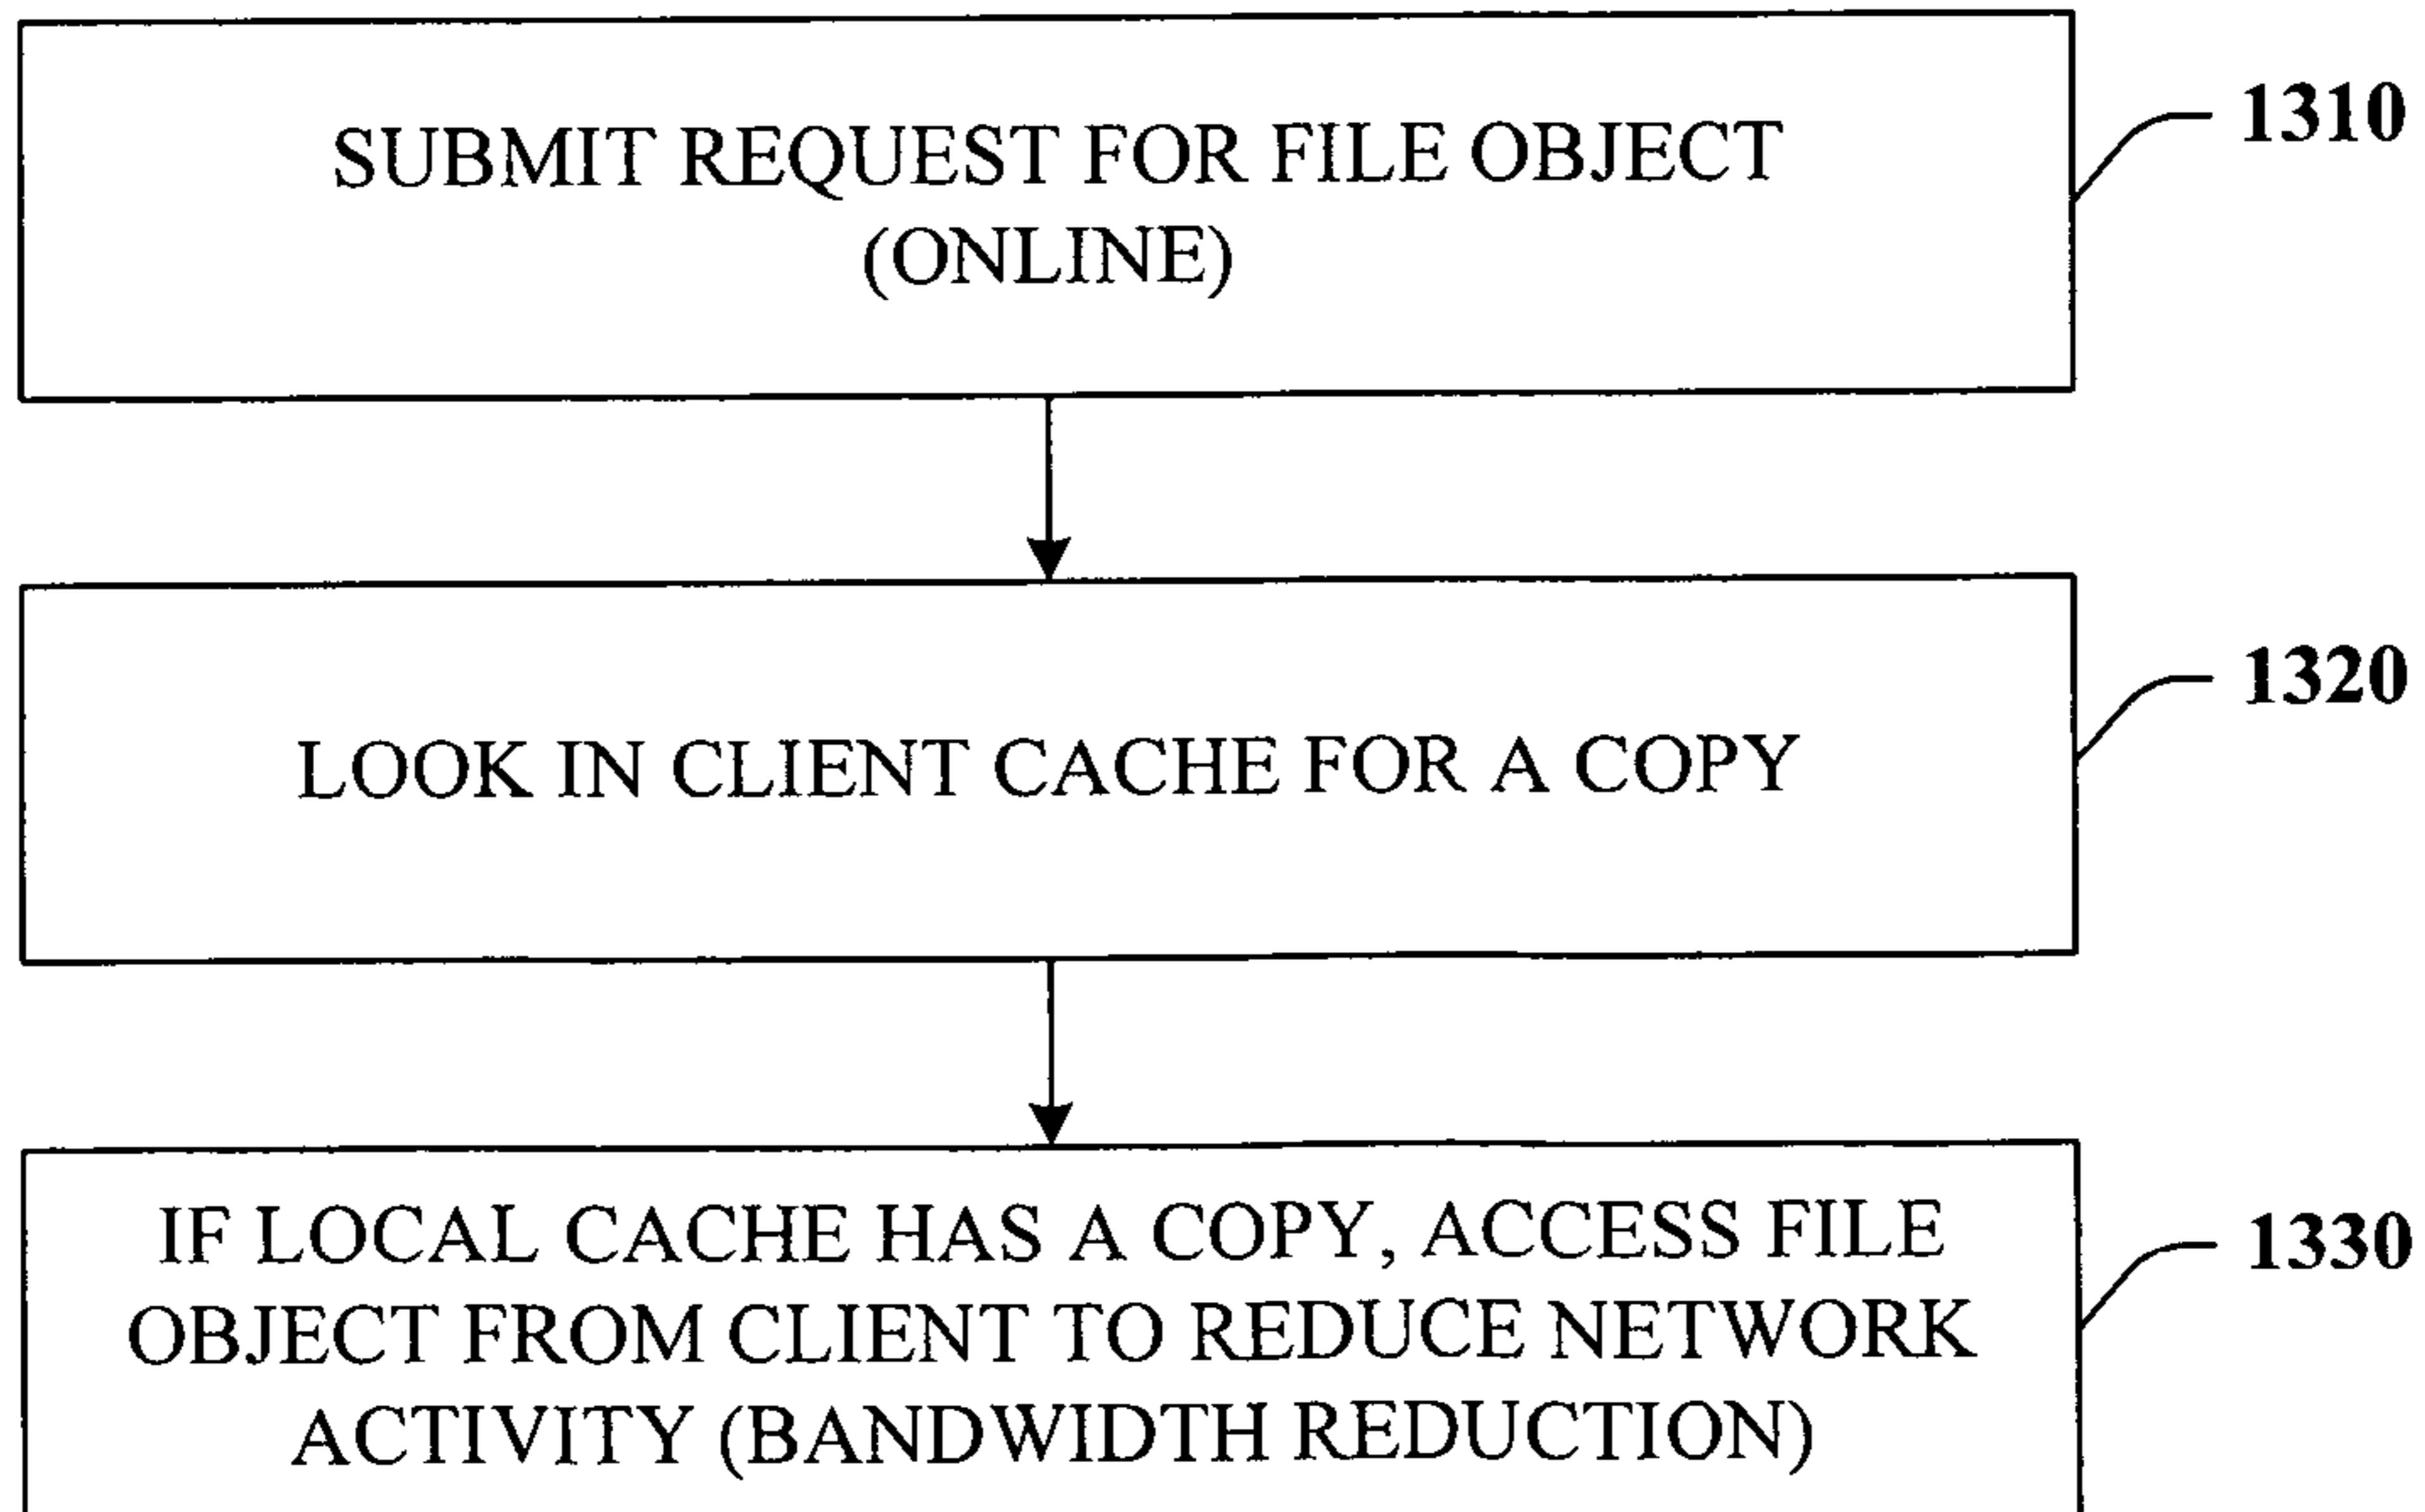 SUBMIT REQUEST FOR FILE OBJECT
(ONLINE)
1310
LOOK IN CLIENT CACHE FOR A COPY
1320
IF LOCAL CACHE HAS A COPY, ACCESS FILE
OBJECT FROM CLIENT TO REDUCE NETWORK
ACTIVITY (BANDWIDTH REDUCTION)
1330